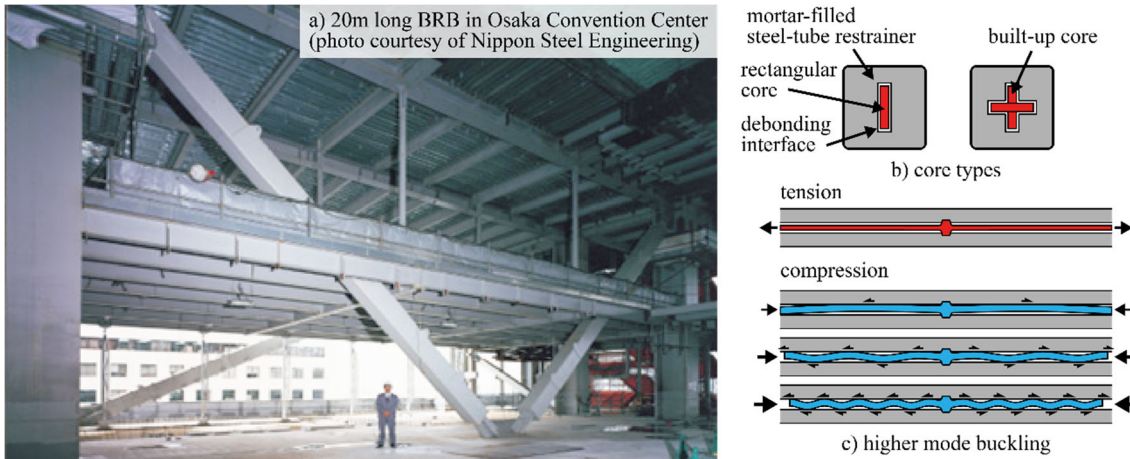 a) 20m long BRB in Osaka Convention Center
(photo courtesy of Nippon Steel Engineering)
mortar-filled
steel-tube restrainer
built-up core
rectangular
core
debonding
interface
b) core types
tension
compression
c) higher mode buckling